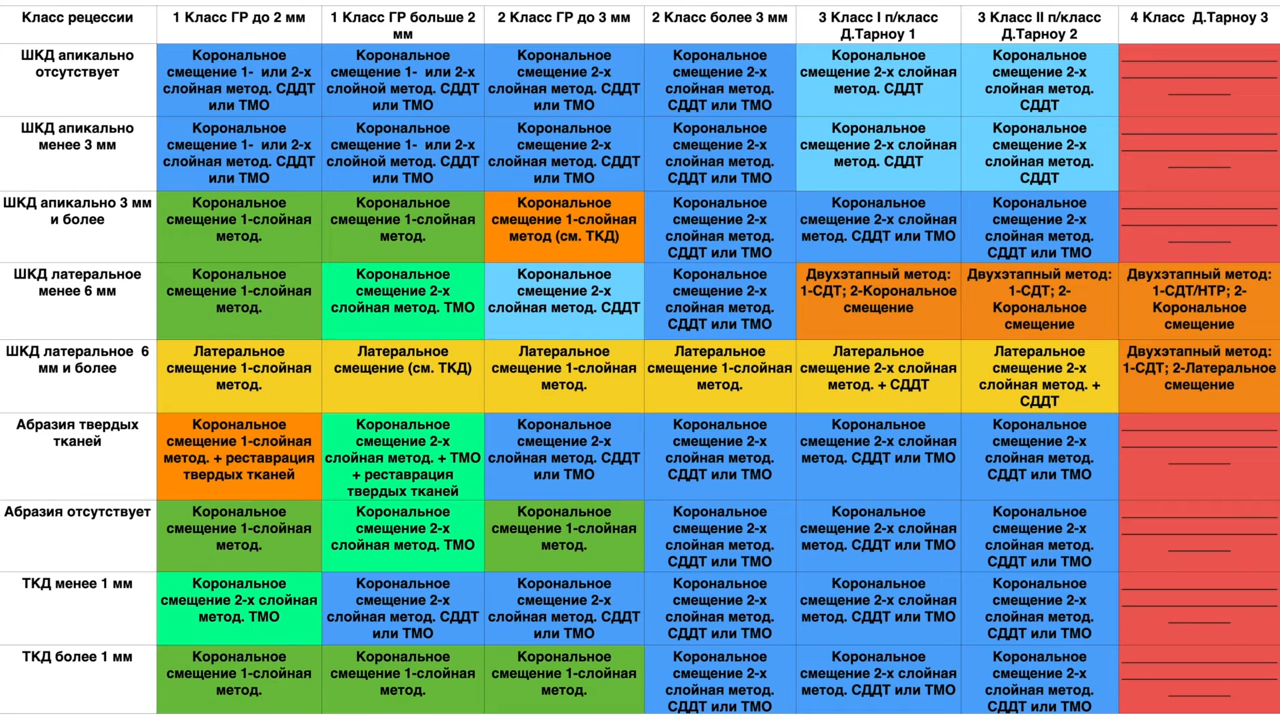 Класс рецессии
1 Класс ГР до 2 мм
1 Класс ГР больше 2
мм
2 Класс ГР до 3 мм
2 Класс более 3 мм
3 Класс I п/класс
Д.Тарноу 1
3 Класс II п/класс
Д.Тарноу 2
4 Класс Д.Тарноу 3
ШКД апикально
отсутствует
Корональное
смещение 1- или 2-х
слойная метод. СДДТ
или ТМО
Корональное
смещение 1- или 2-х
слойной метод. СДДТ
или ТМО
Корональное
смещение 2-х
слойная метод. СДДТ
или ТМО
Корональное
смещение 2-х
слойная метод.
СДДТ или ТМО
Корональное
смещение 2-х слойная
метод. СДДТ
Корональное
смещение 2-х
слойная метод.
СДДТ
ШКД апикально
менее 3 мм
Корональное
смещение 1- или 2-х
слойная метод. СДДТ
или ТМО
Корональное
смещение 1- или 2-х
слойной метод. СДДТ
или ТМО
Корональное
смещение 2-х
слойная метод. СДДТ
или ТМО
Корональное
смещение 2-х
слойная метод.
СДДТ или ТМО
Корональное
смещение 2-х слойная
метод. СДДТ
Корональное
смещение 2-х
слойная метод.
СДДТ
ШКД апикально 3 мм
и более
Корональное
смещение 1-слойная
метод.
Корональное
смещение 1-слойная
метод.
Корональное
смещение 1-слойная
метод (см. ТКД)
Корональное
смещение 2-х
слойная метод.
СДДТ или ТМО
Корональное
смещение 2-х слойная
метод. СДДТ или ТМО
Корональное
смещение 2-х
слойная метод.
СДДТ или ТМО
ШКД латеральное
менее 6 мм
Корональное
смещение 1-слойная
метод.
Корональное
смещение 2-х
слойная метод. ТМО
Корональное
смещение 2-х
слойная метод. СДДТ
Корональное
смещение 2-х
слойная метод.
СДДТ или ТМО
Двухэтапный метод:
1-СДТ; 2-Корональное
смещение
Двухэтапный метод:
1-СДТ; 2-
Корональное
смещение
Двухэтапный метод:
1-СДТ/НТР; 2-
Корональное
смещение
ШКД латеральное 6
мм и более
Латеральное
смещение 1-слойная
метод.
Латеральное
смещение (см. ТКД)
Латеральное
смещение 1-слойная
метод.
Латеральное
смещение 1-слойная
метод.
Латеральное
смещение 2-х слойная
метод. + СДДТ
Латеральное
смещение 2-х
слойная метод. +
СДДТ
Двухэтапный метод:
1-СДТ; 2-Латеральное
смещение
Абразия твердых
тканей
Корональное
смещение 1-слойная
метод. + реставрация
твердых тканей
Корональное
смещение 2-х
слойная метод. + ТМО
+ реставрация
твердых тканей
Корональное
смещение 2-х
слойная метод. СДДТ
или ТМО
Корональное
смещение 2-х
слойная метод.
СДДТ или ТМО
Корональное
смещение 2-х слойная
метод. СДДТ или ТМО
Корональное
смещение 2-х
слойная метод.
СДДТ или ТМО
Абразия отсутствует
Корональное
смещение 1-слойная
метод.
Корональное
смещение 2-х
слойная метод. ТМО
Корональное
смещение 1-слойная
метод.
Корональное
смещение 2-х
слойная метод.
СДДТ или ТМО
Корональное
смещение 2-х слойная
метод. СДДТ или ТМО
Корональное
смещение 2-х
слойная метод.
СДДТ или ТМО
ТКД менее 1 мм
Корональное
смещение 2-х слойная
метод. ТМО
Корональное
смещение 2-х
слойная метод. СДДТ
или ТМО
Корональное
смещение 2-х
слойная метод. СДДТ
или ТМО
Корональное
смещение 2-х
слойная метод.
СДДТ или ТМО
Корональное
смещение 2-х слойная
метод. СДДТ или ТМО
Корональное
смещение 2-х
слойная метод.
СДДТ или ТМО
ТКД более 1 мм
Корональное
смещение 1-слойная
метод.
Корональное
смещение 1-слойная
метод.
Корональное
смещение 1-слойная
метод.
Корональное
смещение 2-х
слойная метод.
СДДТ или ТМО
Корональное
смещение 2-х слойная
метод. СДДТ или ТМО
Корональное
смещение 2-х
слойная метод.
СДДТ или ТМО